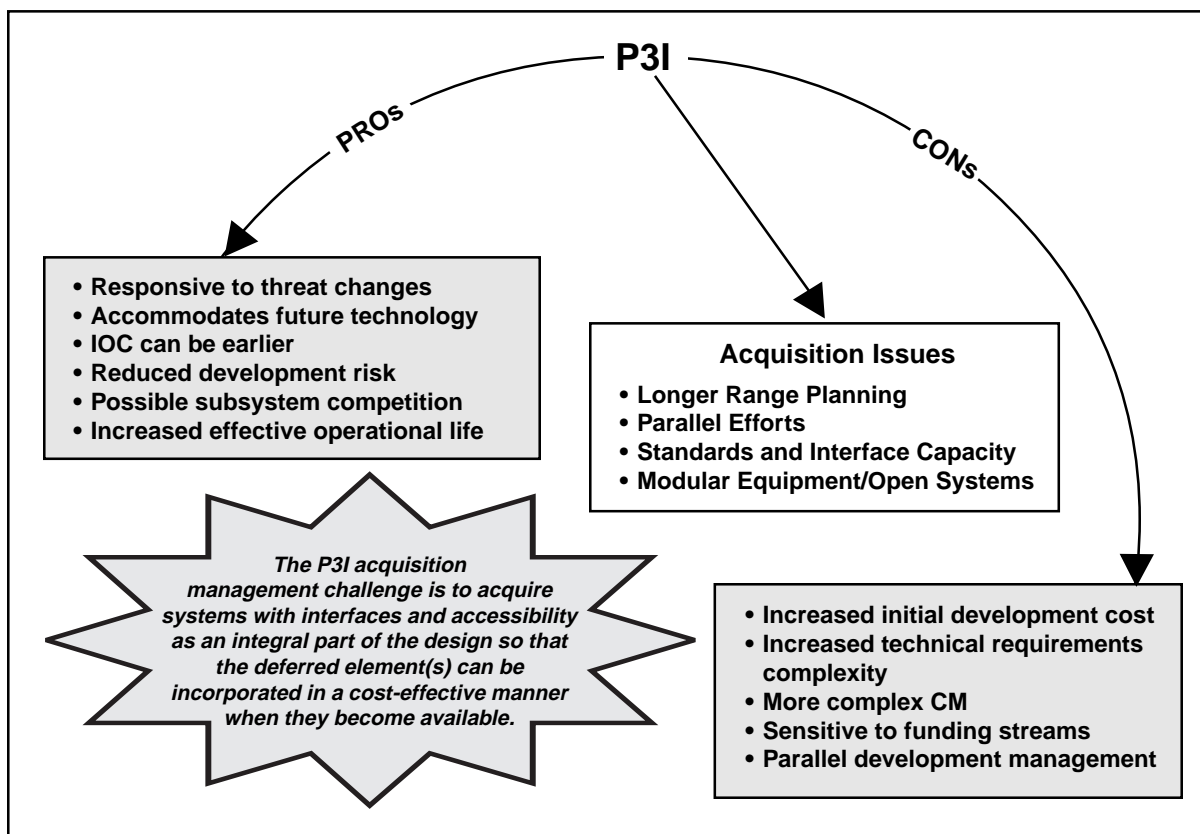 P3I
PROs
CONs
• Responsive to threat changes
• Accommodates future technology
• IOC can be earlier
• Reduced development risk
• Possible subsystem competition
• Increased effective operational life
Acquisition Issues
• Longer Range Planning
• Parallel Efforts
• Standards and Interface Capacity
• Modular Equipment/Open Systems
The P3I acquisition
management challenge is to acquire
systems with interfaces and accessibility
as an integral part of the design so that
the deferred element(s) can be
incorporated in a cost-effective manner
when they become available.
• Increased initial development cost
• Increased technical requirements
complexity
• More complex CM
• Sensitive to funding streams
• Parallel development management